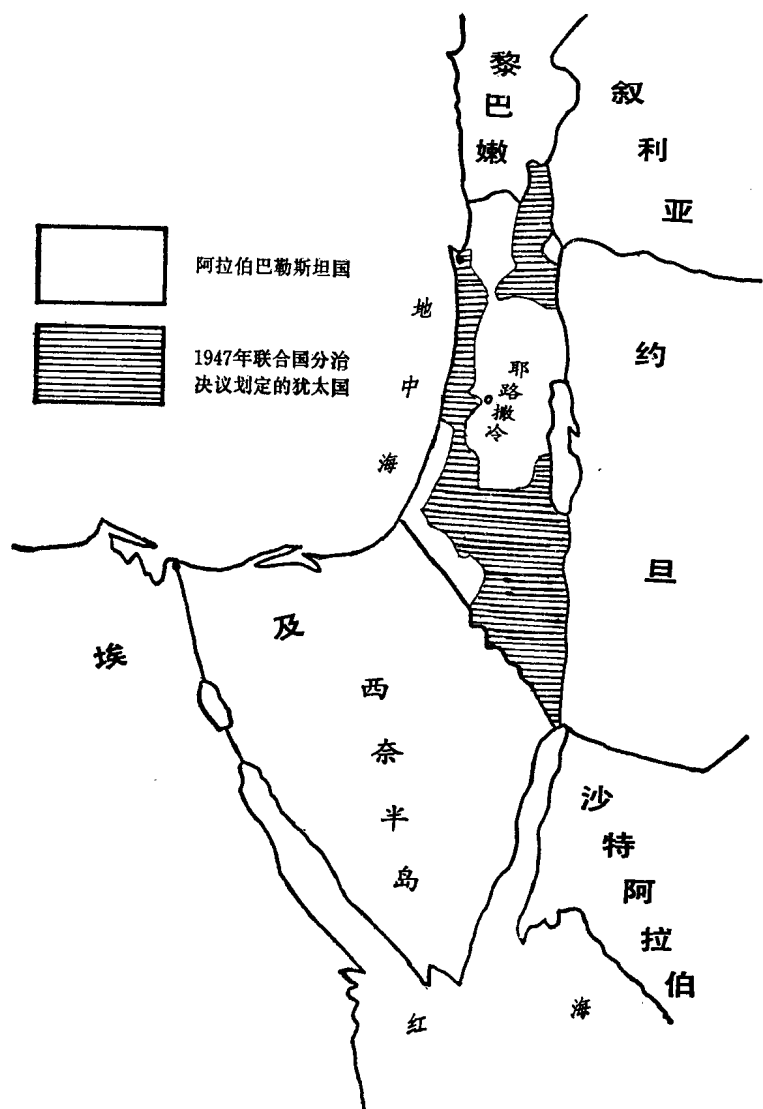 黎巴嫩
叙利亚
阿拉伯巴勒斯坦国
1947年联合国分治
决议划定的犹太国
地中海
耶路撒冷
约旦
埃及
西奈半岛
沙特阿拉伯
红海